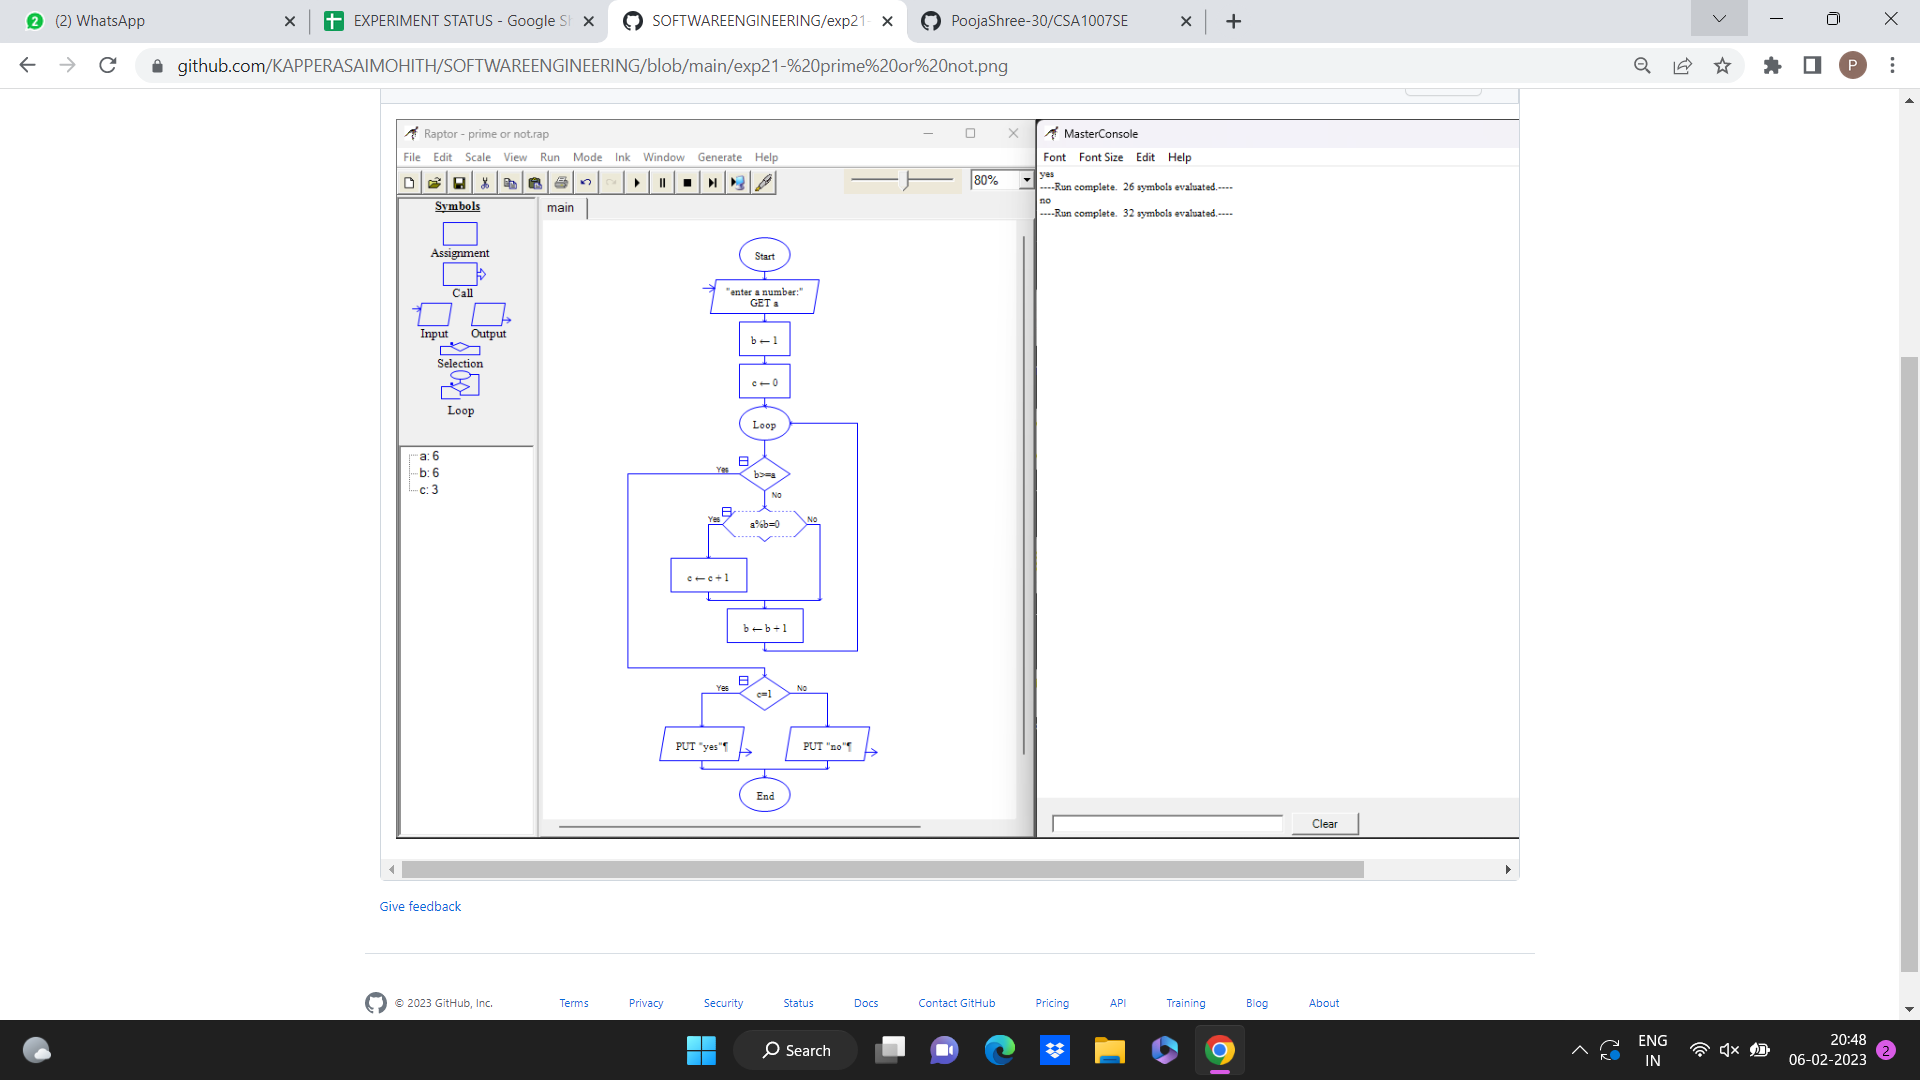 (2) WhatsApp
EXPERIMENT STATUS - Google Sh
SOFTWAREENGINEERING/exp21-
PoojaShree-30/CSA1007SE
github.com/KAPPERASAIMOHITH/SOFTWAREENGINEERING/blob/main/exp21-%20prime%20or%20not.png
P
Raptor - prime or not.rap
File Edit Scale View Run Mode Ink Window Generate Help
80%
Symbols
Assignment
Call
Input Output
Selection
Loop
a: 6
b: 6
c: 3
main
Start
"enter a number:"
GET a
b ← 1
c ← 0
Loop
Yes
b>=a
No
Yes
a%b=0
No
c ← c + 1
b ← b + 1
Yes
c=1
No
PUT "yes"¶
PUT "no"¶
End
MasterConsole
Font Font Size Edit Help
yes
----Run complete. 26 symbols evaluated.----
no
----Run complete. 32 symbols evaluated.----
Clear
Give feedback
© 2023 GitHub, Inc. Terms Privacy Security Status Docs Contact GitHub Pricing API Training Blog About
Search
ENG
IN
20:48
06-02-2023
2